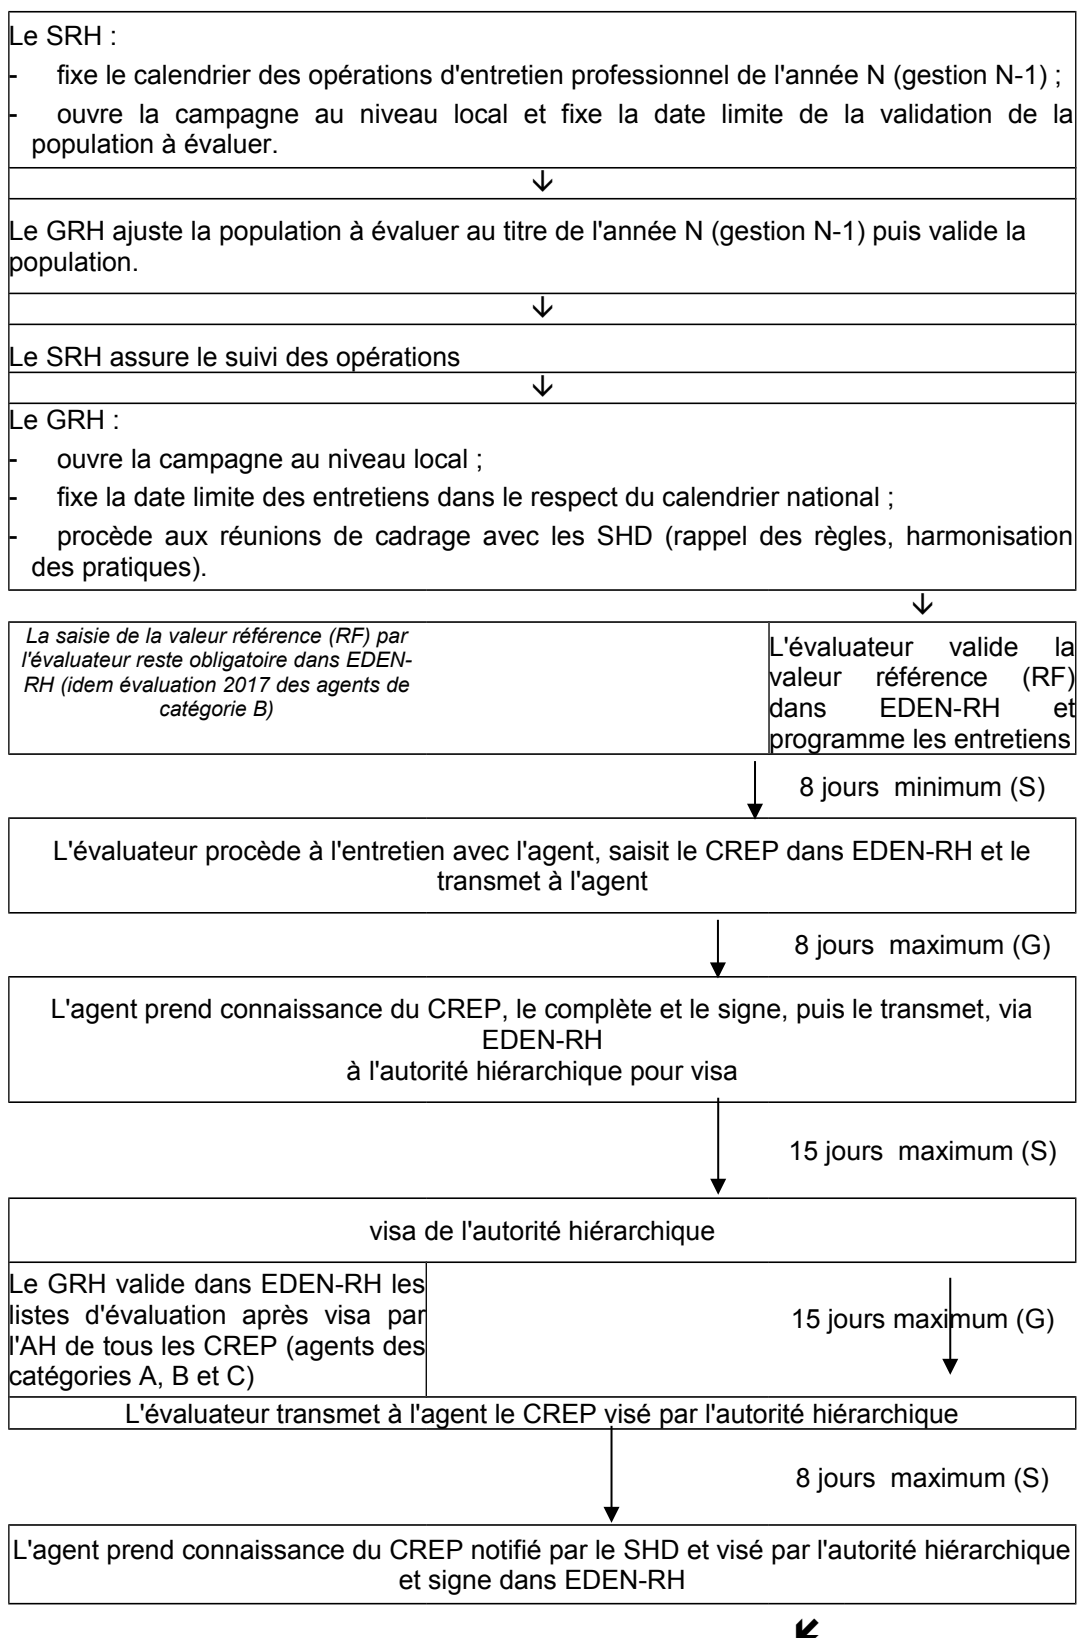 Le SRH :
- fixe le calendrier des opérations d'entretien professionnel de l'année N (gestion N-1) ;
- ouvre la campagne au niveau local et fixe la date limite de la validation de la
population à évaluer.
↓
Le GRH ajuste la population à évaluer au titre de l'année N (gestion N-1) puis valide la
population.
↓
Le SRH assure le suivi des opérations
↓
Le GRH :
- ouvre la campagne au niveau local ;
- fixe la date limite des entretiens dans le respect du calendrier national ;
- procède aux réunions de cadrage avec les SHD (rappel des règles, harmonisation
des pratiques).
↓
La saisie de la valeur référence (RF) par
l'évaluateur reste obligatoire dans EDEN-
RH (idem évaluation 2017 des agents de
catégorie B)
L'évaluateur valide la
valeur référence (RF)
dans EDEN-RH et
programme les entretiens
8 jours minimum (S)
L'évaluateur procède à l'entretien avec l'agent, saisit le CREP dans EDEN-RH et le
transmet à l'agent
8 jours maximum (G)
L'agent prend connaissance du CREP, le complète et le signe, puis le transmet, via
EDEN-RH
à l'autorité hiérarchique pour visa
15 jours maximum (S)
visa de l'autorité hiérarchique
Le GRH valide dans EDEN-RH les
listes d'évaluation après visa par
l'AH de tous les CREP (agents des
catégories A, B et C)
15 jours maximum (G)
L'évaluateur transmet à l'agent le CREP visé par l'autorité hiérarchique
8 jours maximum (S)
L'agent prend connaissance du CREP notifié par le SHD et visé par l'autorité hiérarchique
et signe dans EDEN-RH